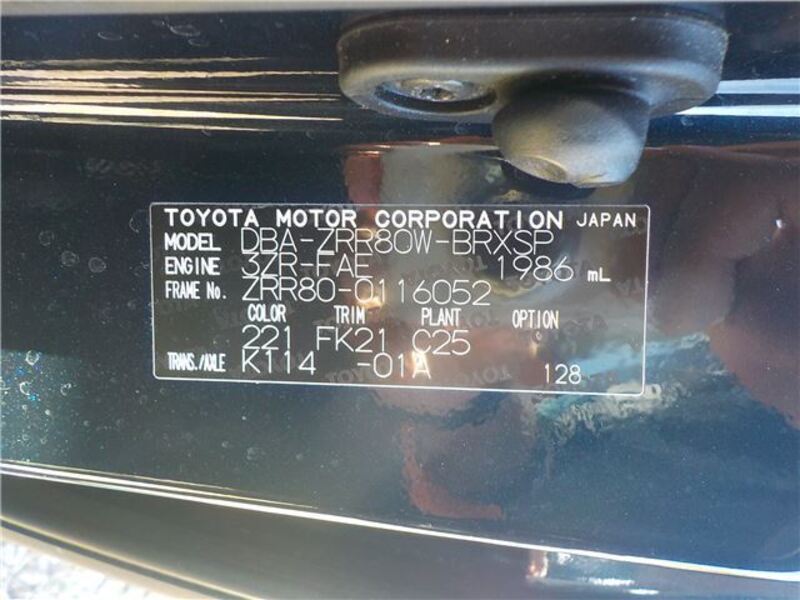 TOYOTA MOTOR CORPORATION JAPAN
MODEL DBA-ZRR80W-BRXSP
ENGINE 3ZR-FAE 1986 mL
FRAME No. ZRR80-0116052
COLOR TRIM PLANT OPTION
221 FK21 C25
TRANS./AXLE K114 -01A 128